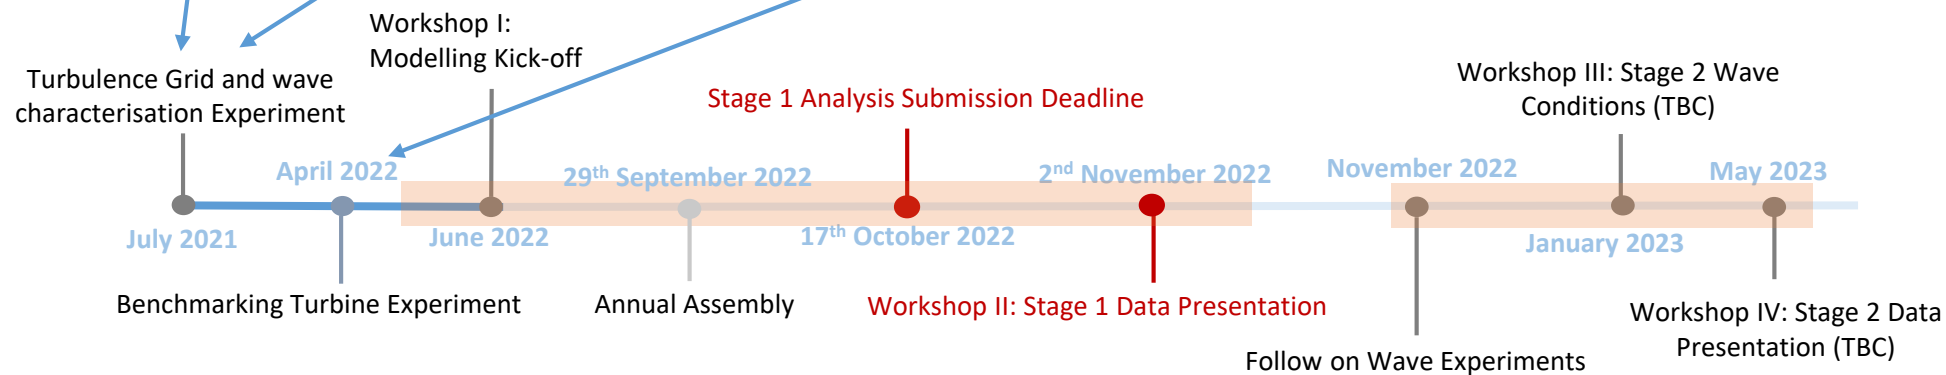 Workshop I:
Modelling Kick-off
Turbulence Grid and wave
characterisation Experiment
Stage 1 Analysis Submission Deadline
Workshop III: Stage 2 Wave
Conditions (TBC)
April 2022
29th September 2022
2nd November 2022
November 2022
May 2023
July 2021
June 2022
17th October 2022
January 2023
Benchmarking Turbine Experiment
Annual Assembly
Workshop II: Stage 1 Data Presentation
Workshop IV: Stage 2 Data
Presentation (TBC)
Follow on Wave Experiments